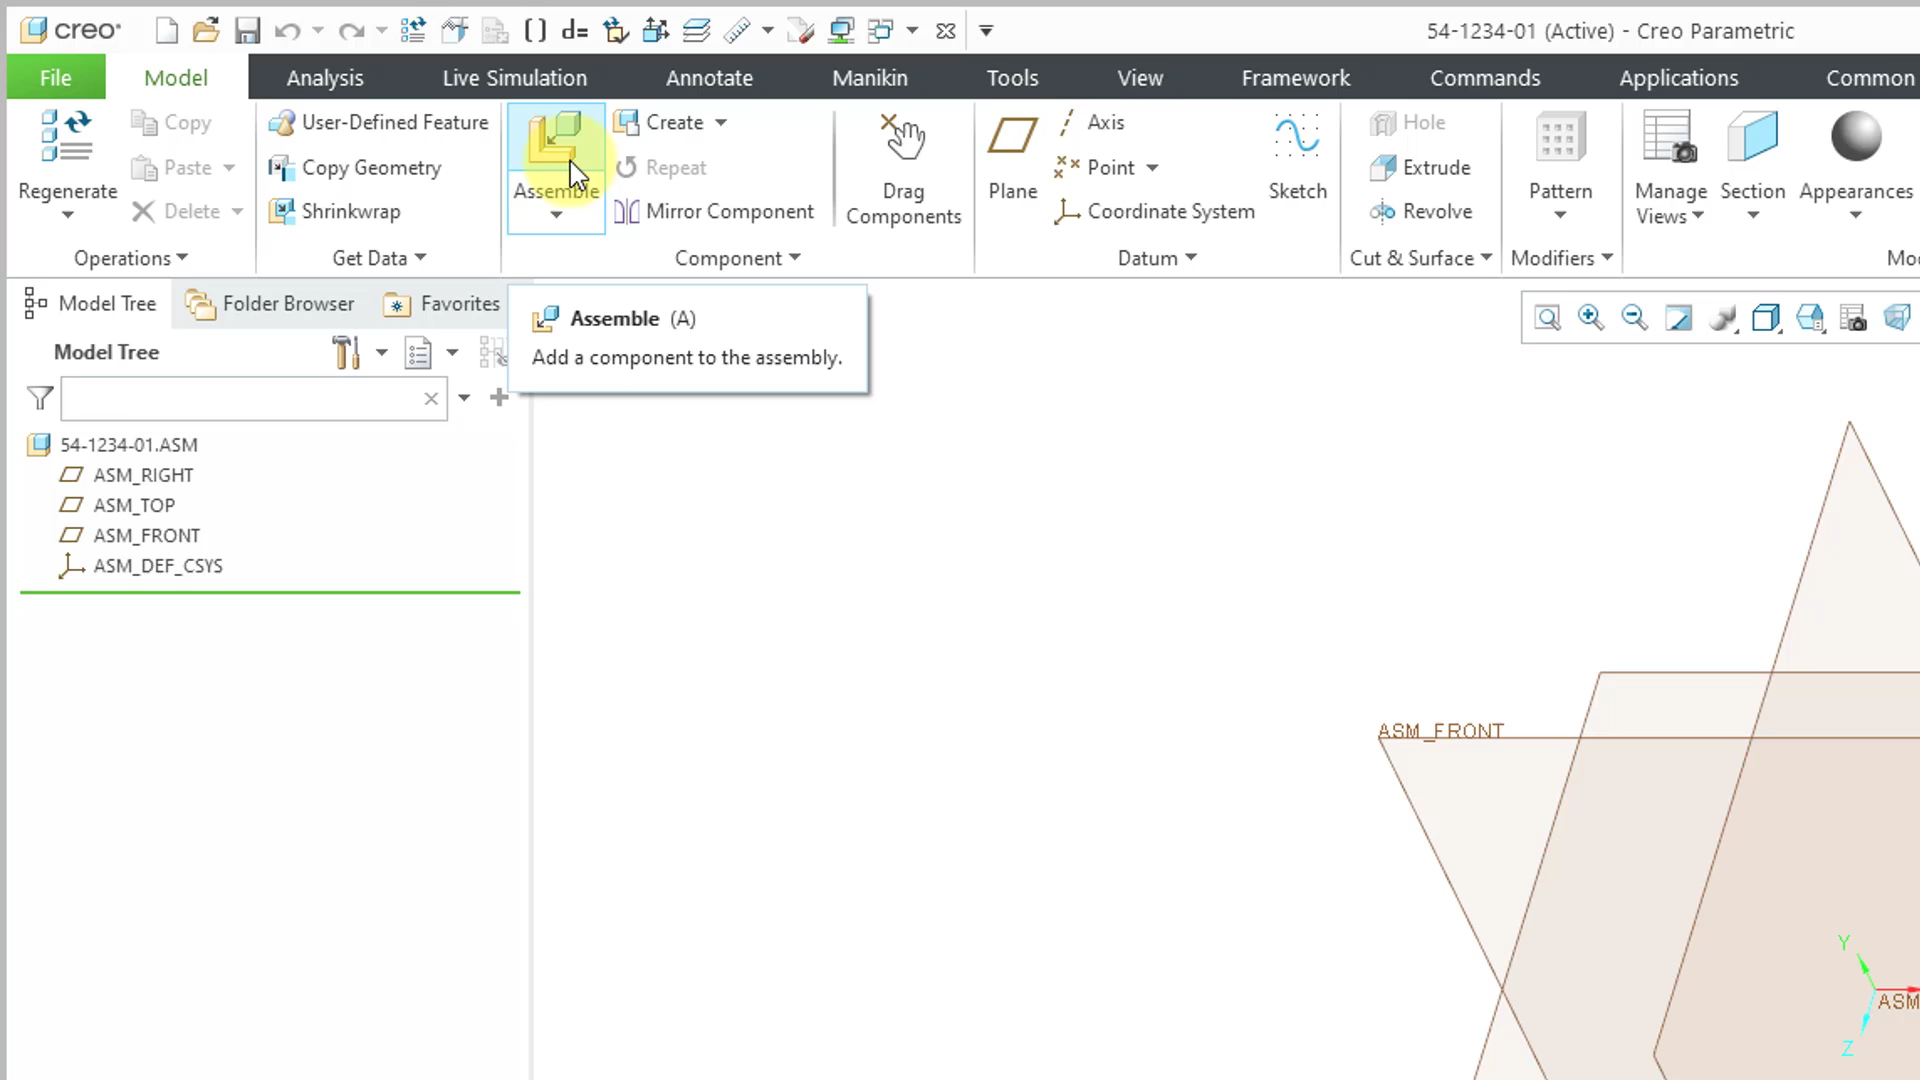 creo
d=
54-1234-01 (Active) - Creo Parametric
File
Model
Analysis
Live Simulation
Annotate
Manikin
Tools
View
Framework
Commands
Applications
Common
Regenerate
Copy
Paste
Delete
Operations
User-Defined Feature
Copy Geometry
Shrinkwrap
Get Data
Assemble
Create
Repeat
Mirror Component
Component
Drag
Components
Plane
Axis
Point
Coordinate System
Sketch
Datum
Hole
Extrude
Revolve
Cut & Surface
Pattern
Modifiers
Manage
Views
Section
Appearances
Mod
Model Tree
Folder Browser
Favorites
Model Tree
Assemble (A)
Add a component to the assembly.
54-1234-01.ASM
ASM_RIGHT
ASM_TOP
ASM_FRONT
ASM_DEF_CSYS
ASM_FRONT
Y
ASM
Z